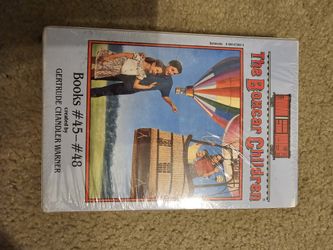 The Boxcar Children
Books #45–#48
created by
GERTRUDE CHANDLER WARNER